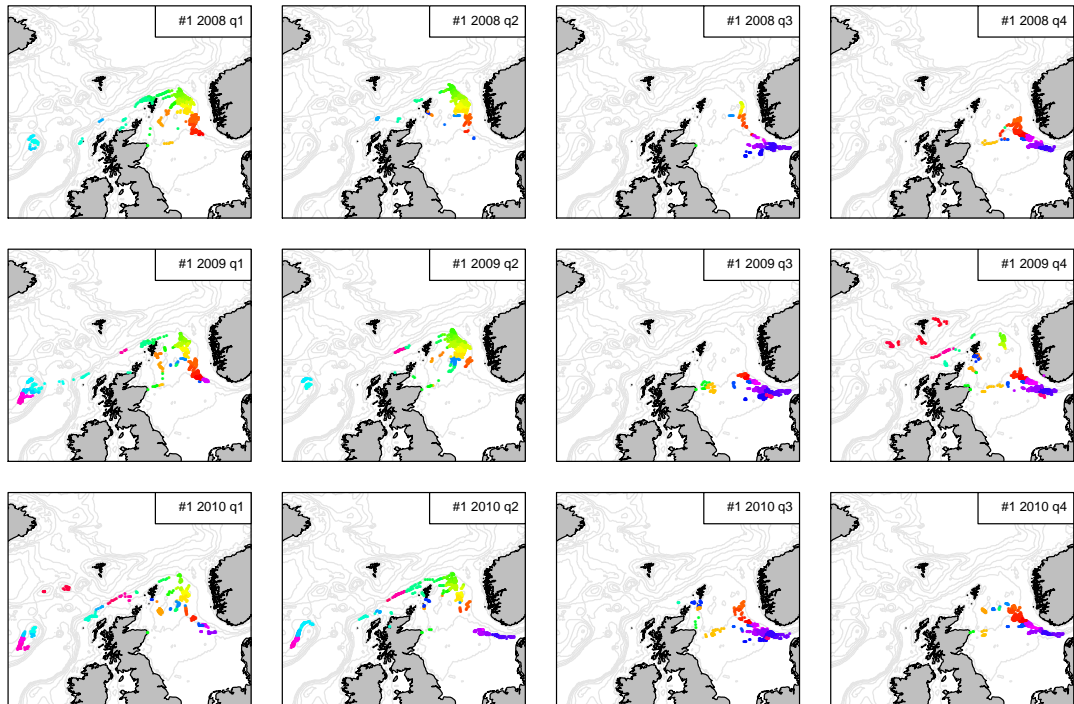 #1 2008 q1
#1 2008 q2
#1 2008 q3
#1 2008 q4
#1 2009 q1
#1 2009 q2
#1 2009 q3
#1 2009 q4
#1 2010 q1
#1 2010 q2
#1 2010 q3
#1 2010 q4